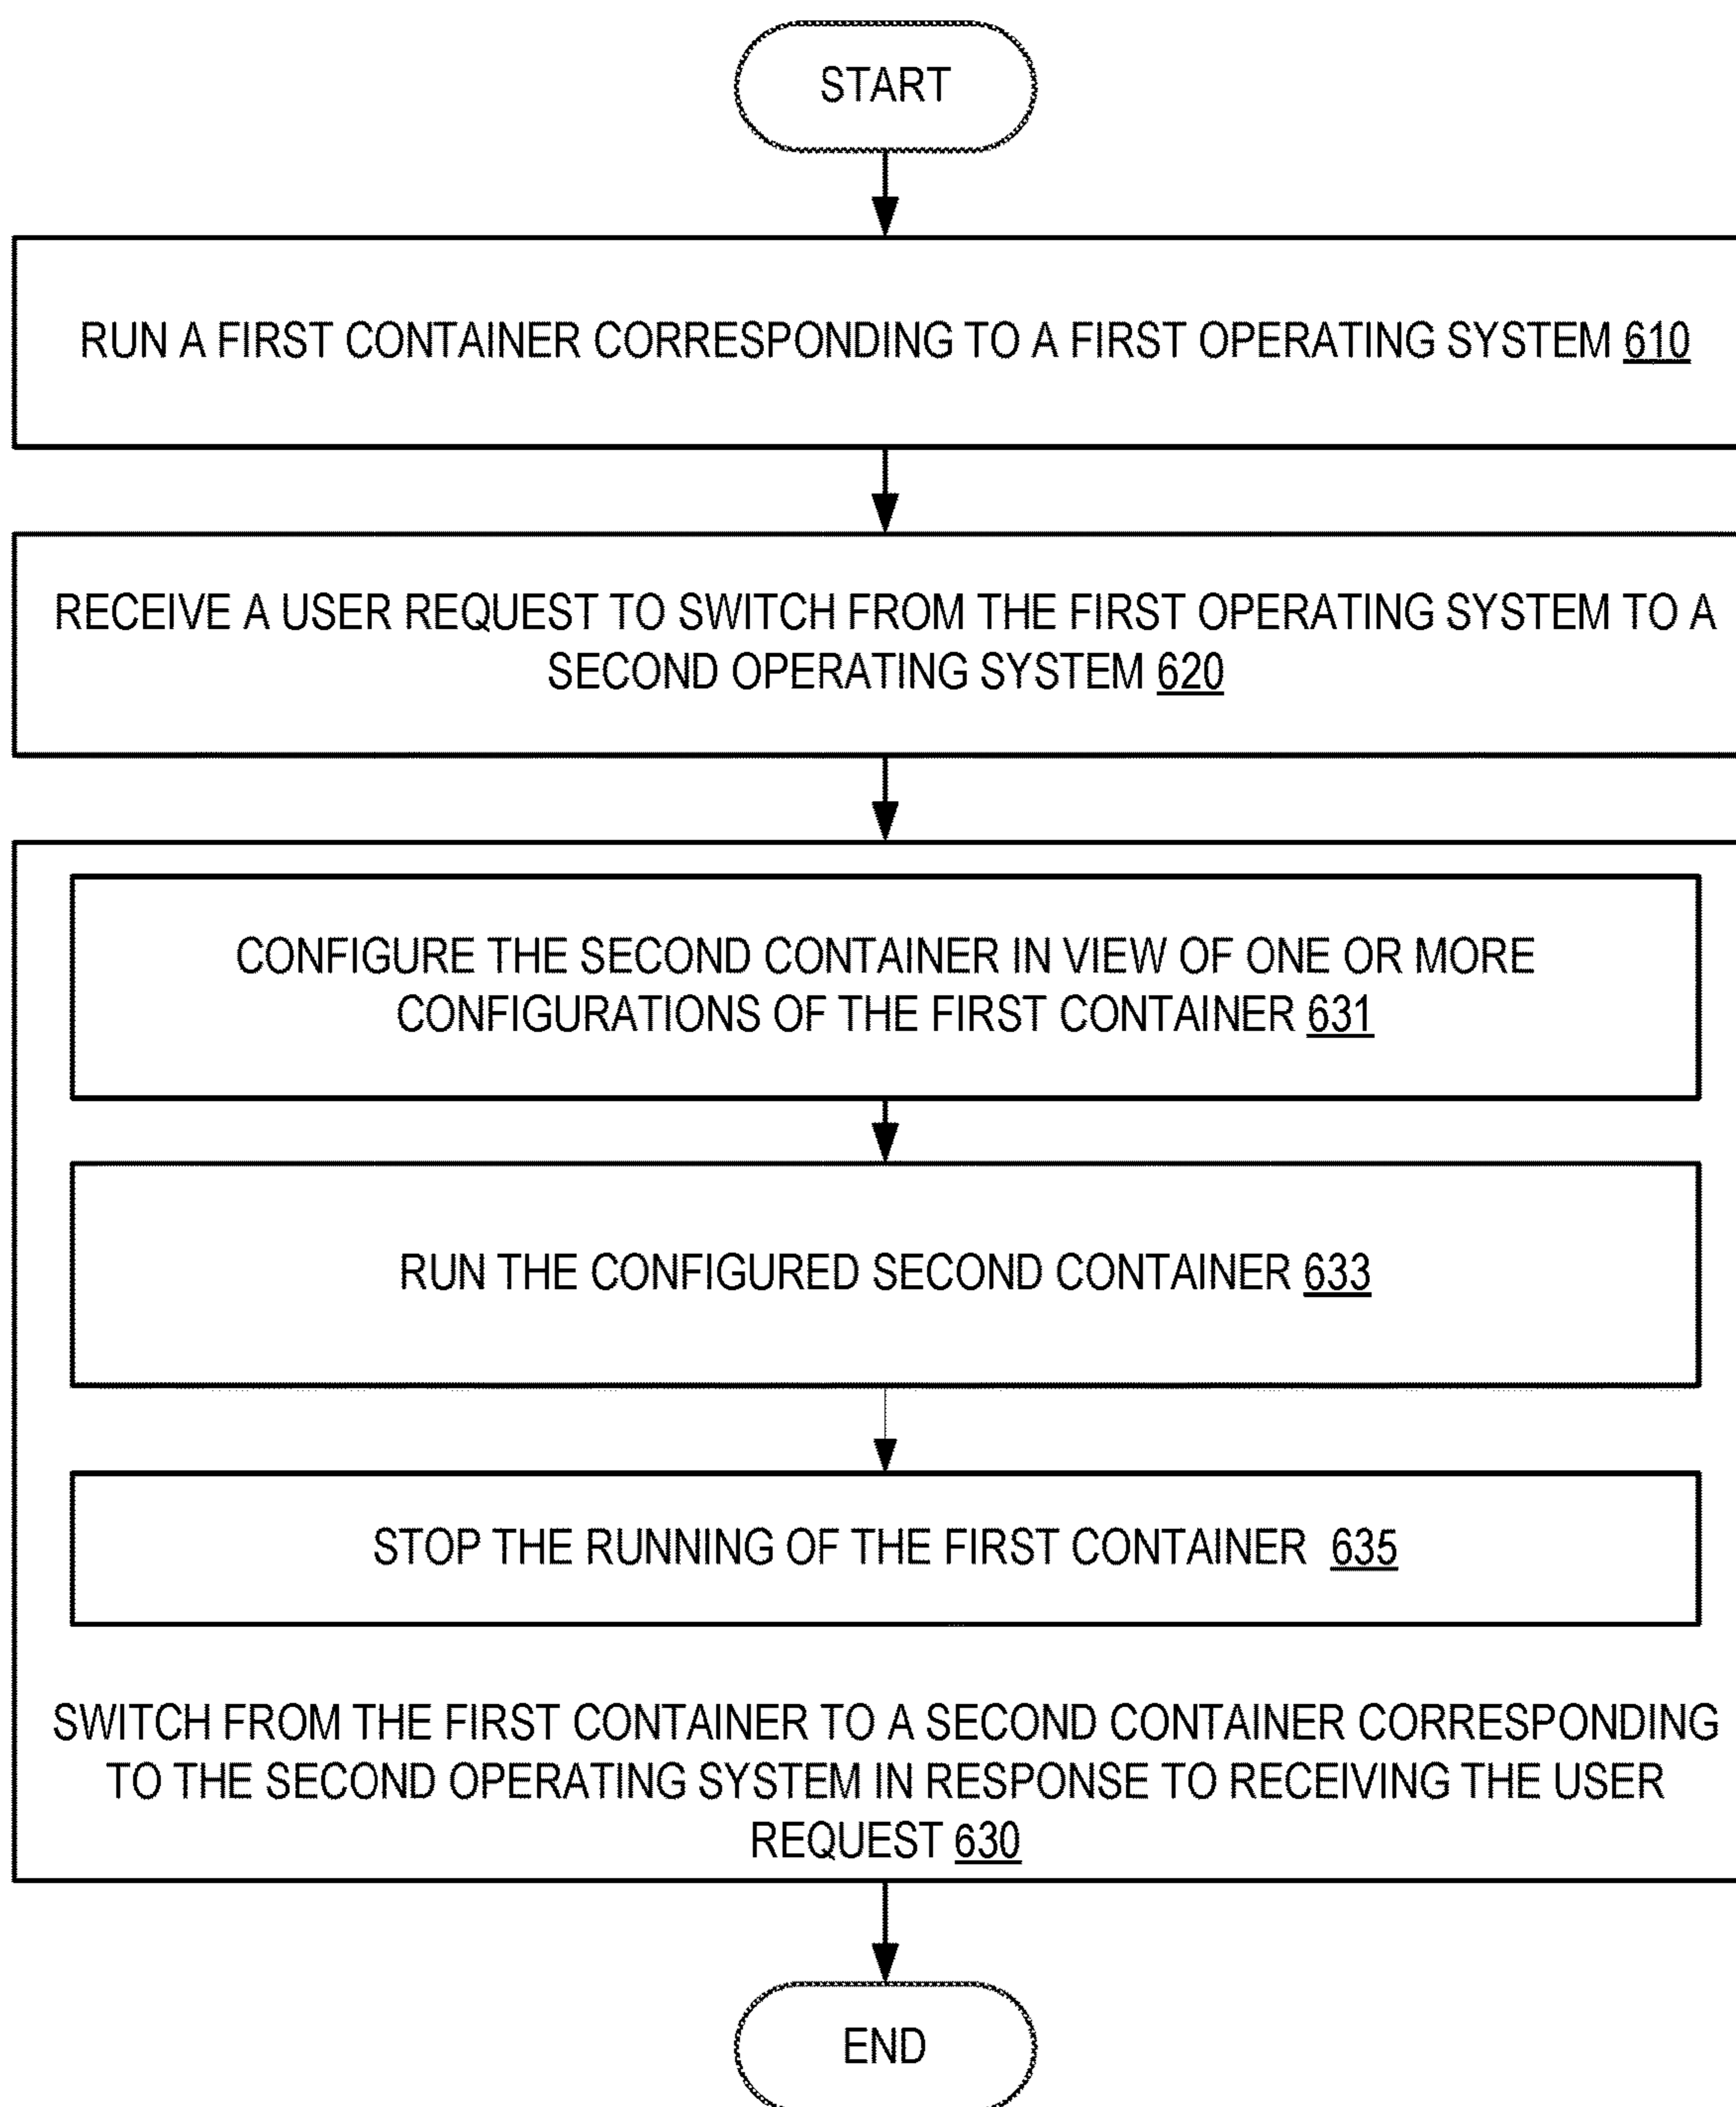 START
RUN A FIRST CONTAINER CORRESPONDING TO A FIRST OPERATING SYSTEM 610
RECEIVE A USER REQUEST TO SWITCH FROM THE FIRST OPERATING SYSTEM TO A
SECOND OPERATING SYSTEM 620
CONFIGURE THE SECOND CONTAINER IN VIEW OF ONE OR MORE
CONFIGURATIONS OF THE FIRST CONTAINER 631
RUN THE CONFIGURED SECOND CONTAINER 633
STOP THE RUNNING OF THE FIRST CONTAINER 635
SWITCH FROM THE FIRST CONTAINER TO A SECOND CONTAINER CORRESPONDING
TO THE SECOND OPERATING SYSTEM IN RESPONSE TO RECEIVING THE USER
REQUEST 630
END